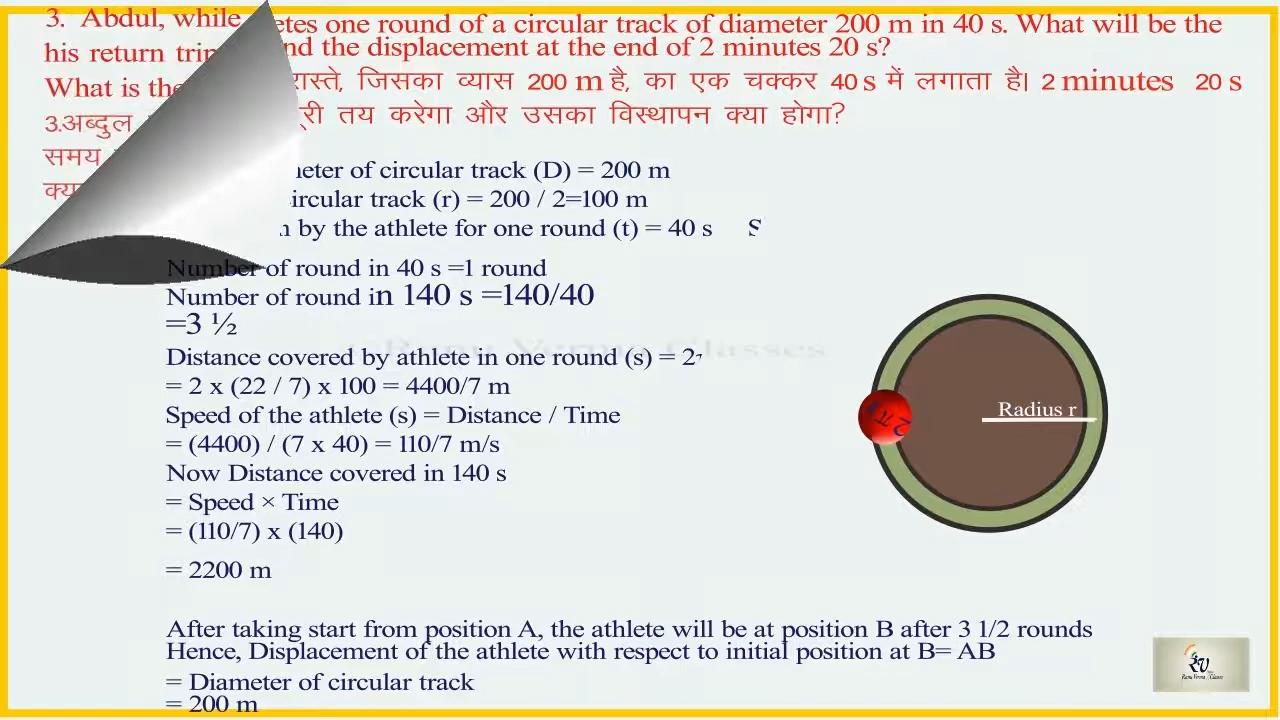 3. Abdul, while
etes one round of a circular track of diameter 200 m in 40 s. What will be the
his return trip
nd the displacement at the end of 2 minutes 20 s?
What is the
रास्ते, जिसका व्यास 200 m है, का एक चक्कर 40 s में लगाता है। 2 minutes 20 s
3.अब्दुल
री तय करेगा और उसका विस्थापन क्या होगा?
समय
eter of circular track (D) = 200 m
ircular track (r) = 200 / 2=100 m
n by the athlete for one round (t) = 40 s S
Number of round in 40 s =1 round
Number of round in 140 s =140/40
=3 ½
Ranu Verma Classes
Distance covered by athlete in one round (s) = 2
= 2 x (22 / 7) x 100 = 4400/7 m
Speed of the athlete (s) = Distance / Time
= (4400) / (7 x 40) = 110/7 m/s
Now Distance covered in 140 s
= Speed × Time
= (110/7) x (140)
= 2200 m
2π
Radius r
After taking start from position A, the athlete will be at position B after 3 1/2 rounds
Hence, Displacement of the athlete with respect to initial position at B= AB
= Diameter of circular track
= 200 m
Ranu Verma Classes